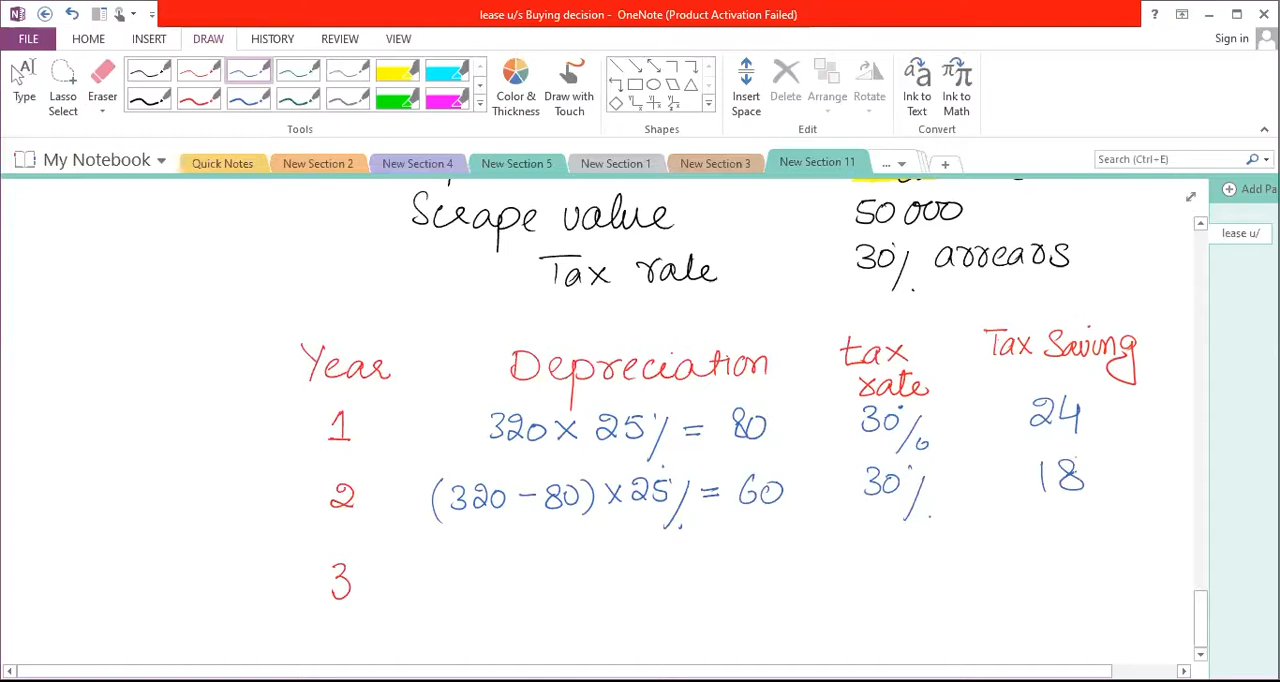 lease u/s Buying decision - OneNote (Product Activation Failed)
? Sign in
FILE HOME INSERT DRAW HISTORY REVIEW VIEW
Type Lasso Select Eraser Color & Thickness Draw with Touch Insert Space Delete Arrange Rotate Ink to Text Ink to Math
Tools Shapes Edit Convert
My Notebook Quick Notes New Section 2 New Section 4 New Section 5 New Section 1 New Section 3 New Section 11 ... + Search (Ctrl+E)
Add Pa
lease u/
Scrape value 50000
Tax rate 30% arrears
Year Depreciation tax rate Tax Saving
1 320 × 25% = 80 30% 24
2 (320 - 80) × 25% = 60 30% 18
3